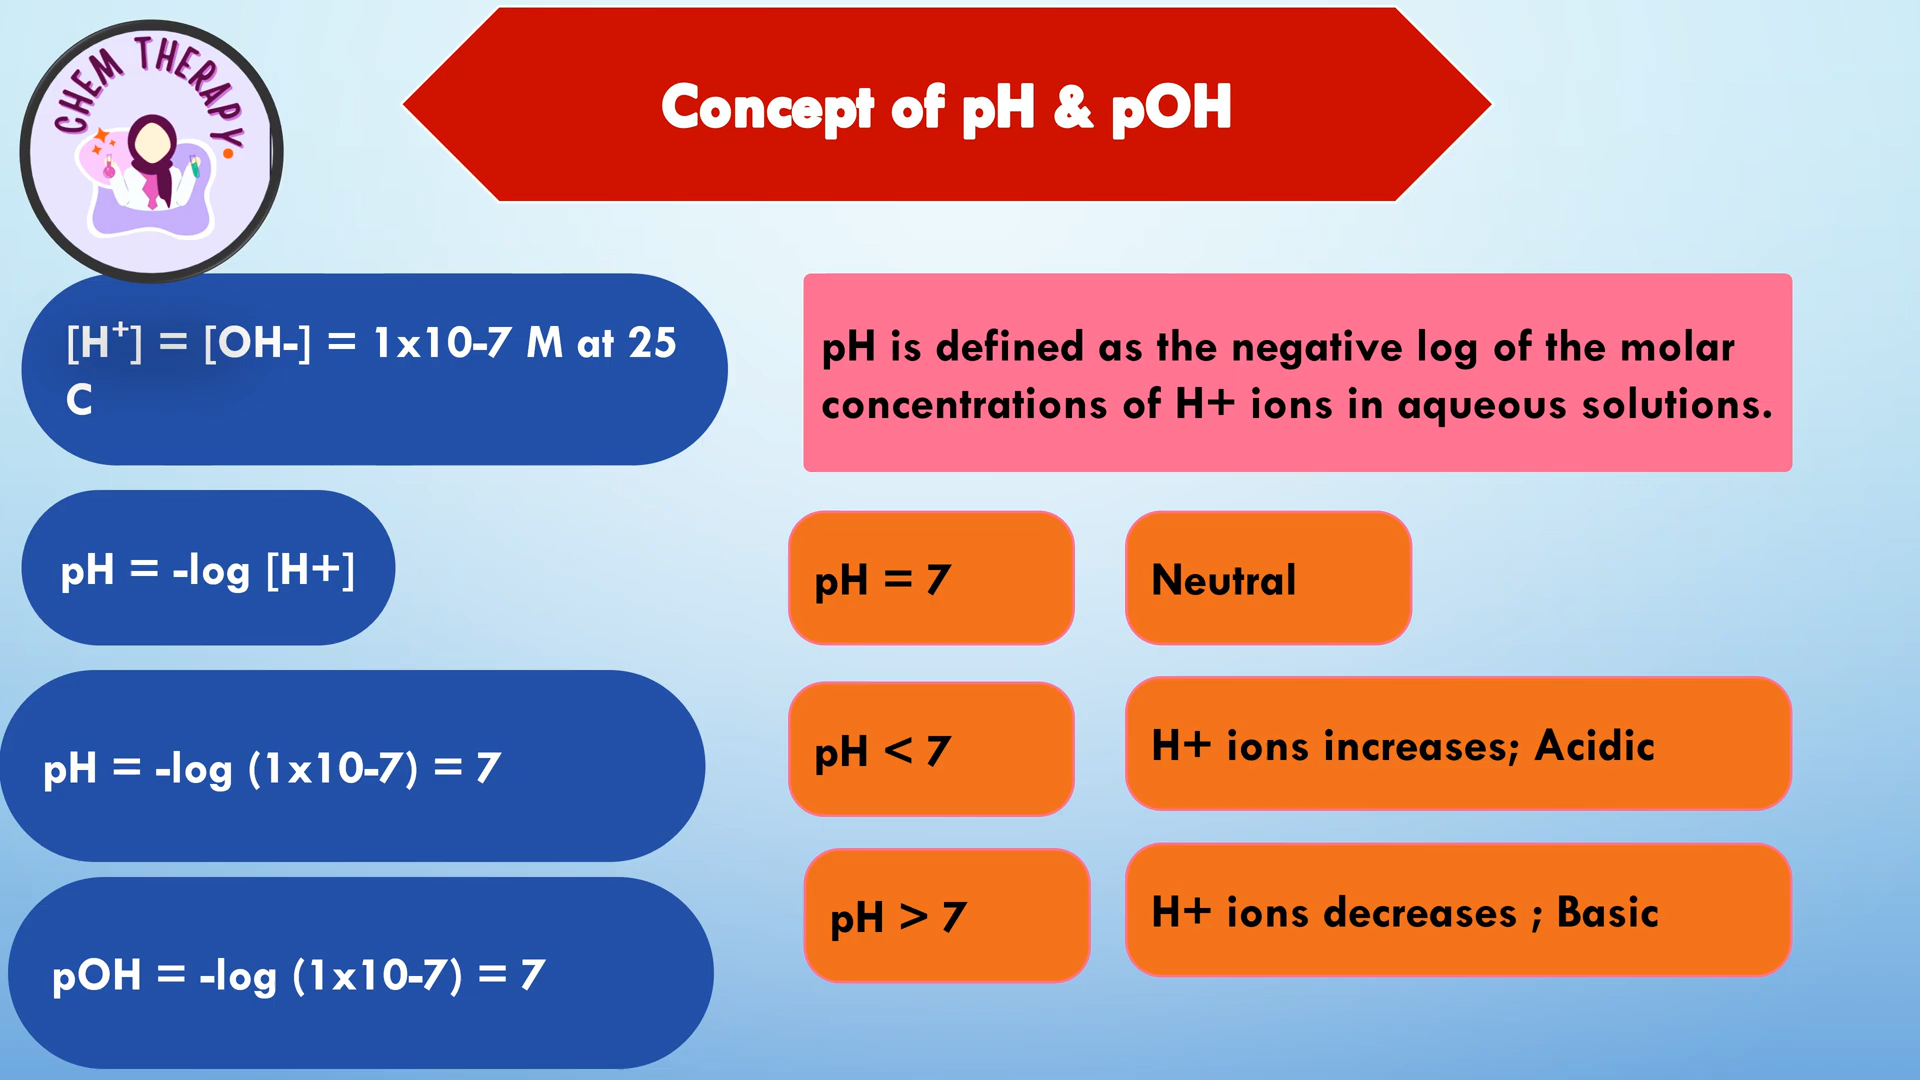 CHEM THERAPY
Concept of pH & pOH
[H⁺] = [OH-] = 1x10-7 M at 25
C
pH = -log [H+]
pH = -log (1x10-7) = 7
pOH = -log (1x10-7) = 7
pH is defined as the negative log of the molar
concentrations of H+ ions in aqueous solutions.
pH = 7
Neutral
pH < 7
H+ ions increases; Acidic
pH > 7
H+ ions decreases ; Basic